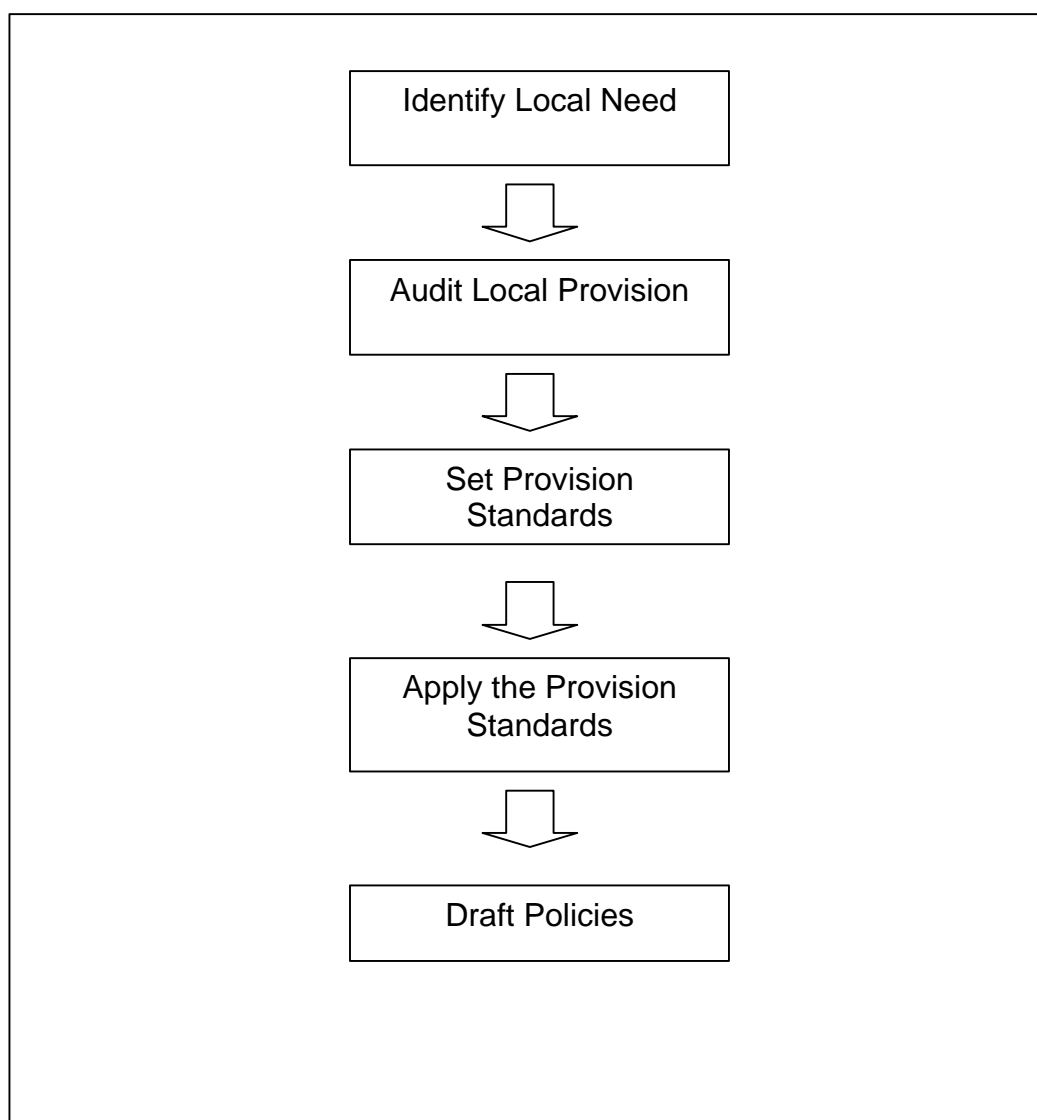 Identify Local Need
Audit Local Provision
Set Provision
Standards
Apply the Provision
Standards
Draft Policies